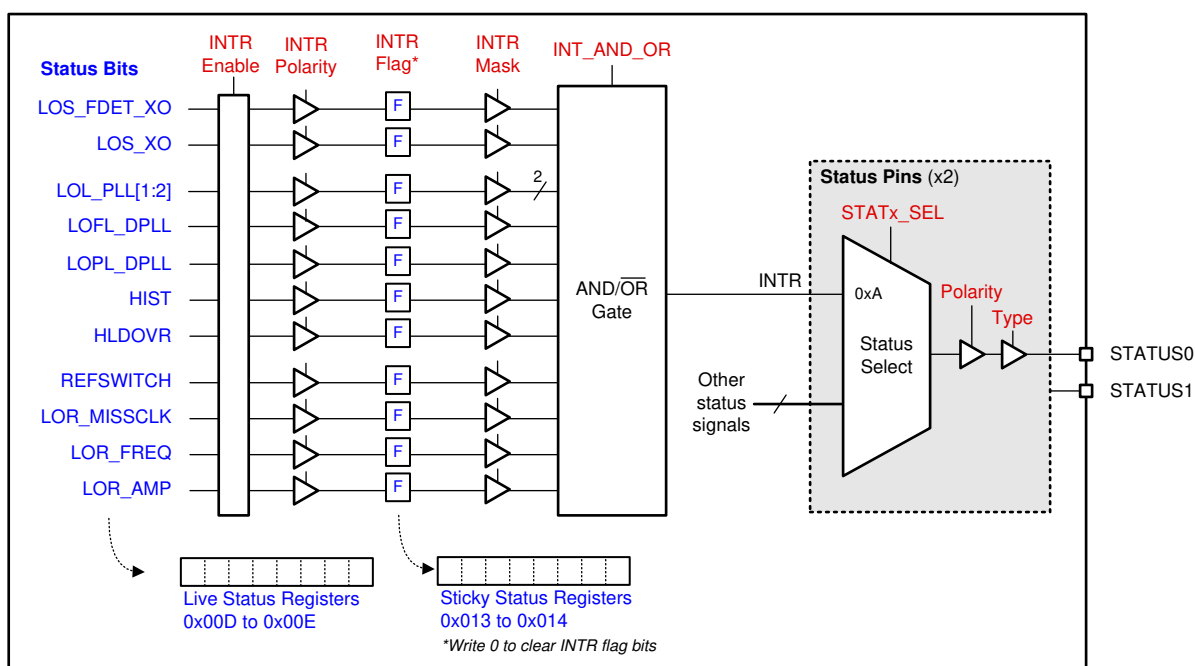 INTR Enable
INTR Polarity
INTR Flag*
INTR Mask
INT_AND_OR
Status Bits
LOS_FDET_XO
F
LOS_XO
F
LOL_PLL[1:2]
F
2
LOFL_DPLL
F
LOPL_DPLL
F
HIST
F
HLDOVR
F
REFSWITCH
F
LOR_MISSCLK
F
LOR_FREQ
F
LOR_AMP
F
AND/OR
Gate
INTR
Status Pins (x2)
STATx_SEL
0xA
Status
Select
Polarity
Type
Other
status
signals
STATUS0
STATUS1
Live Status Registers
0x00D to 0x00E
Sticky Status Registers
0x013 to 0x014
*Write 0 to clear INTR flag bits